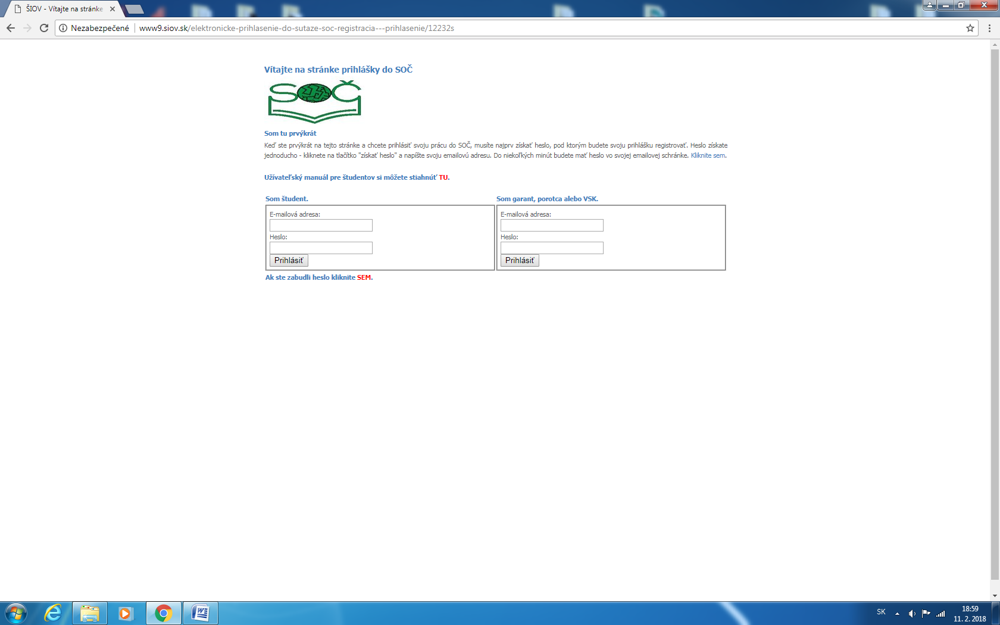 ŠIOV - Vítajte na stránke
Nezabezpečené
www9.siov.sk/elektronicke-prihlasenie-do-sutaze-soc-registracia---prihlasenie/12232s
Vítajte na stránke prihlášky do SOČ
SOČ
Som tu prvýkrát
Keď ste prvýkrát na tejto stránke a chcete prihlásiť svoju prácu do SOČ, musíte najprv získať heslo, pod ktorým budete svoju prihlášku registrovať. Heslo získate
jednoducho - kliknete na tlačítko "získať heslo" a napíšte svoju emailovú adresu. Do niekoľkých minút budete mať heslo vo svojej emailovej schránke. Kliknite sem.
Užívateľský manuál pre študentov si môžete stiahnúť TU.
Som študent.
E-mailová adresa:
Heslo:
Prihlásiť
Som garant, porotca alebo VSK.
E-mailová adresa:
Heslo:
Prihlásiť
Ak ste zabudli heslo kliknite SEM.
SK
18:59
11. 2. 2018